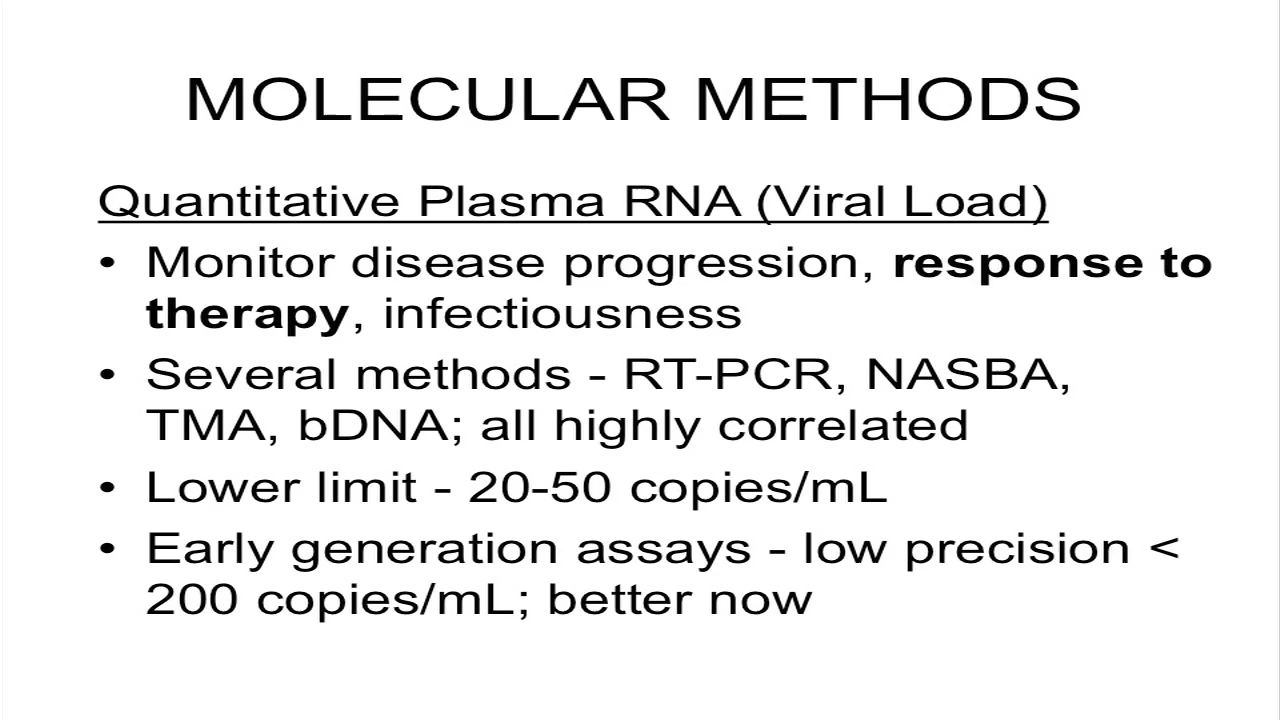 MOLECULAR METHODS
Quantitative Plasma RNA (Viral Load)
• Monitor disease progression, response to
therapy, infectiousness
• Several methods - RT-PCR, NASBA,
TMA, bDNA; all highly correlated
• Lower limit - 20-50 copies/mL
• Early generation assays - low precision <
200 copies/mL; better now